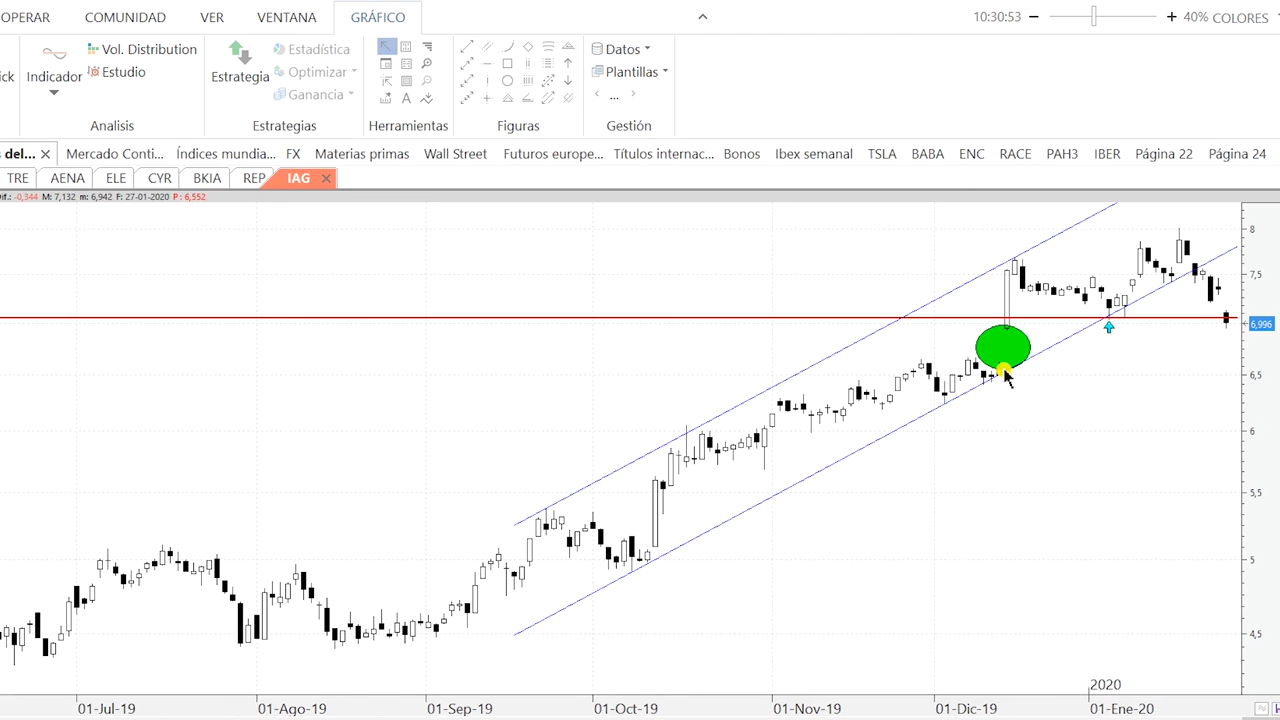 OPERAR COMUNIDAD VER VENTANA GRÁFICO 10:30:53 40% COLORES
Vol. Distribution Estadística Datos
ick Indicador Estudio Estrategia Optimizar Plantillas
Ganancia ...
Analisis Estrategias Herramientas Figuras Gestión
del... Mercado Conti... Índices mundia... FX Materias primas Wall Street Futuros europe... Títulos internac... Bonos Ibex semanal TSLA BABA ENC RACE PAH3 IBER Página 22 Página 24
TRE AENA ELE CYR BKIA REP IAG
Dif.: -0,344 M: 7,132 m: 6,942 F: 27-01-2020 P: 6,552
8
7,5
6,996
6,5
6
5,5
5
4,5
2020
01-Jul-19 01-Ago-19 01-Sep-19 01-Oct-19 01-Nov-19 01-Dic-19 01-Ene-20